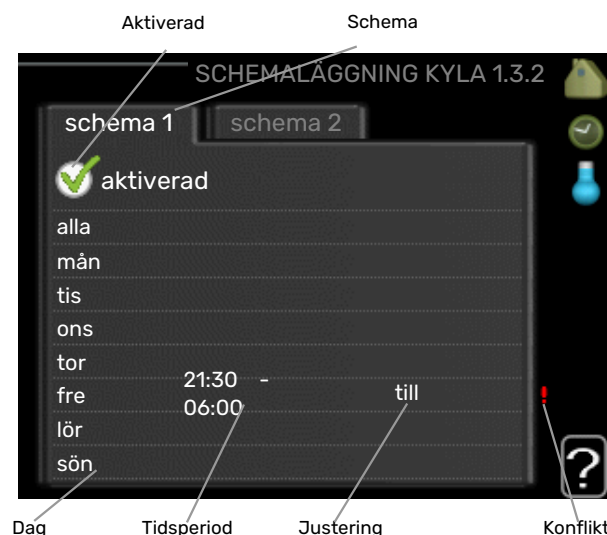 Aktiverad Schema
SCHEMALÄGGNING KYLA 1.3.2
schema 1 schema 2
aktiverad
alla
mån
tis
ons
tor
fre 21:30 - till !
06:00
lör
sön
?
Dag Tidsperiod Justering Konflikt